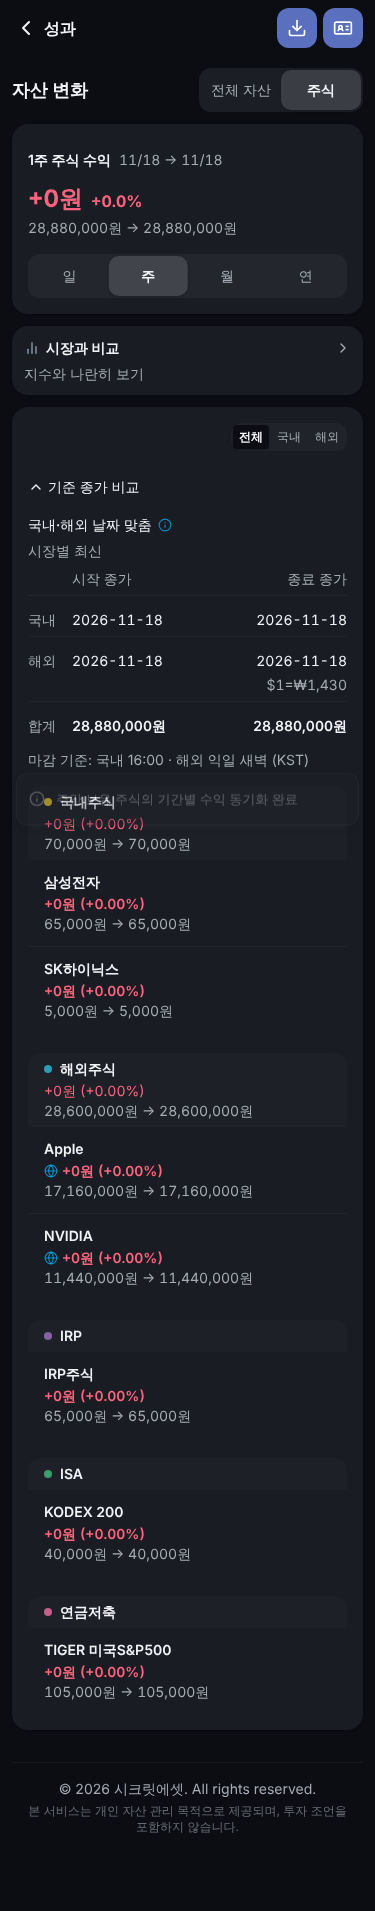 성과
자산 변화
전체 자산 주식
1주 주식 수익 11/18 → 11/18
+0원 +0.0%
28,880,000원 → 28,880,000원
일 주 월 연
시장과 비교
지수와 나란히 보기
전체 국내 해외
기준 종가 비교
국내·해외 날짜 맞춤
시장별 최신
시작 종가 종료 종가
국내 2026-11-18 2026-11-18
해외 2026-11-18 2026-11-18
$1=₩1,430
합계 28,880,000원 28,880,000원
마감 기준: 국내 16:00 · 해외 익일 새벽 (KST)
국내주식
주식의 기간별 수익 동기화 완료
+0원 (+0.00%)
70,000원 → 70,000원
삼성전자
+0원 (+0.00%)
65,000원 → 65,000원
SK하이닉스
+0원 (+0.00%)
5,000원 → 5,000원
해외주식
+0원 (+0.00%)
28,600,000원 → 28,600,000원
Apple
+0원 (+0.00%)
17,160,000원 → 17,160,000원
NVIDIA
+0원 (+0.00%)
11,440,000원 → 11,440,000원
IRP
IRP주식
+0원 (+0.00%)
65,000원 → 65,000원
ISA
KODEX 200
+0원 (+0.00%)
40,000원 → 40,000원
연금저축
TIGER 미국S&P500
+0원 (+0.00%)
105,000원 → 105,000원
© 2026 시크릿에셋. All rights reserved.
본 서비스는 개인 자산 관리 목적으로 제공되며, 투자 조언을
포함하지 않습니다.